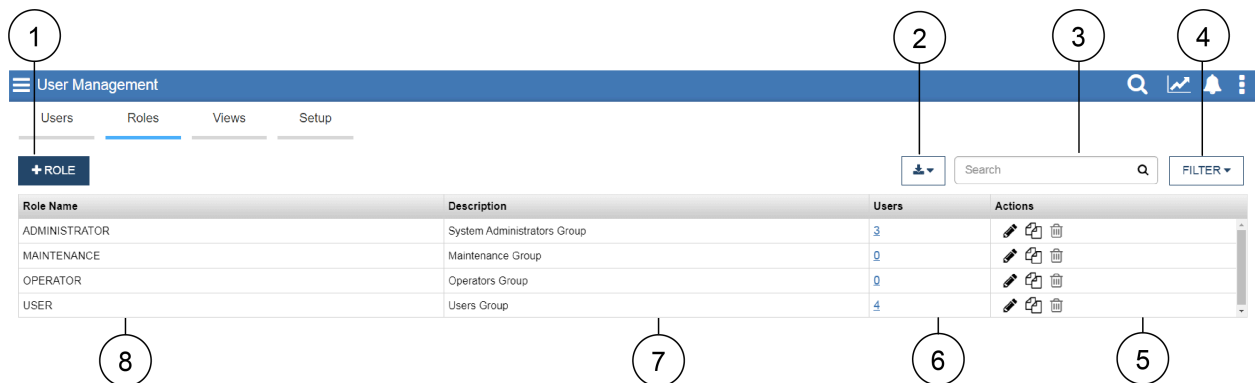 1 2 3 4
User Management
Users Roles Views Setup
+ ROLE Search FILTER
Role Name Description Users Actions
ADMINISTRATOR System Administrators Group 3
MAINTENANCE Maintenance Group 0
OPERATOR Operators Group 0
USER Users Group 4
8 7 6 5